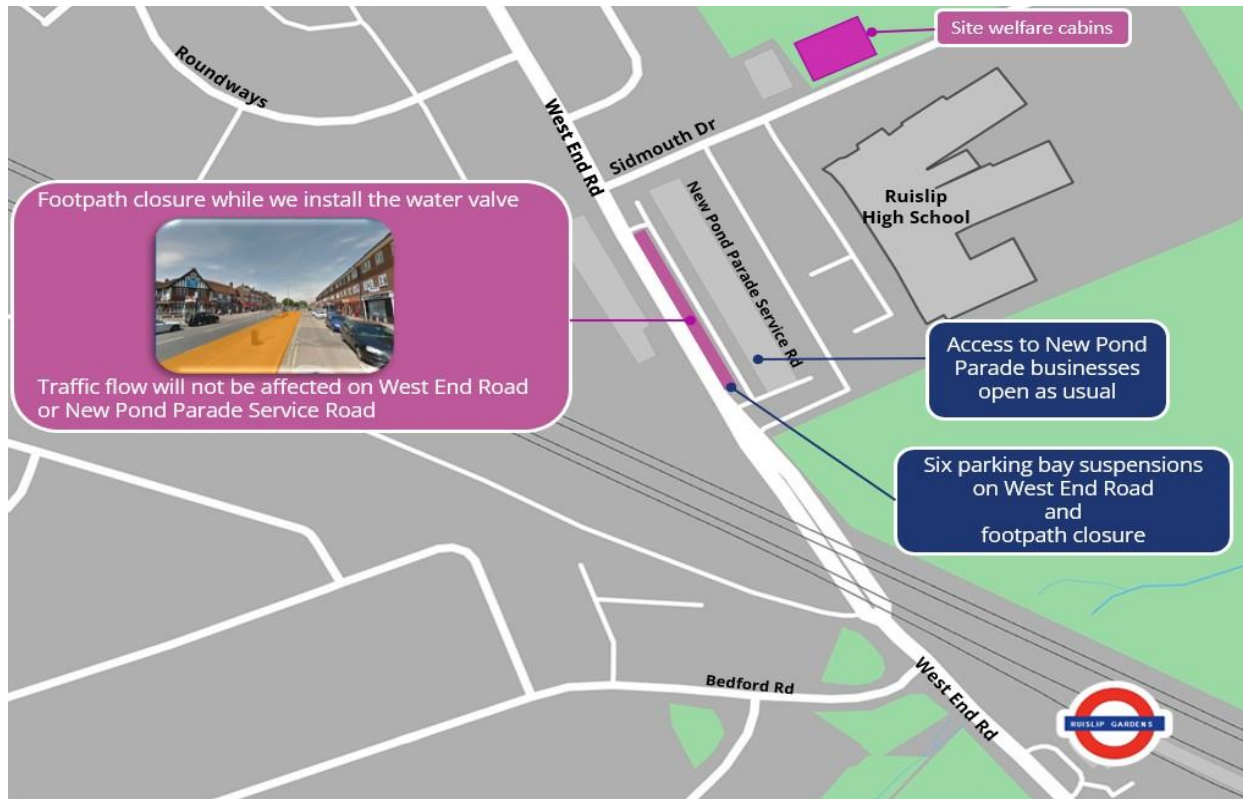 Site welfare cabins
Roundways
West End Rd
Sidmouth Dr
Footpath closure while we install the water valve
New Pond Parade Service Rd
Ruislip
High School
Traffic flow will not be affected on West End Road
or New Pond Parade Service Road
Access to New Pond
Parade businesses
open as usual
Six parking bay suspensions
on West End Road
and
footpath closure
Bedford Rd
West End Rd
RUISLIP GARDENS